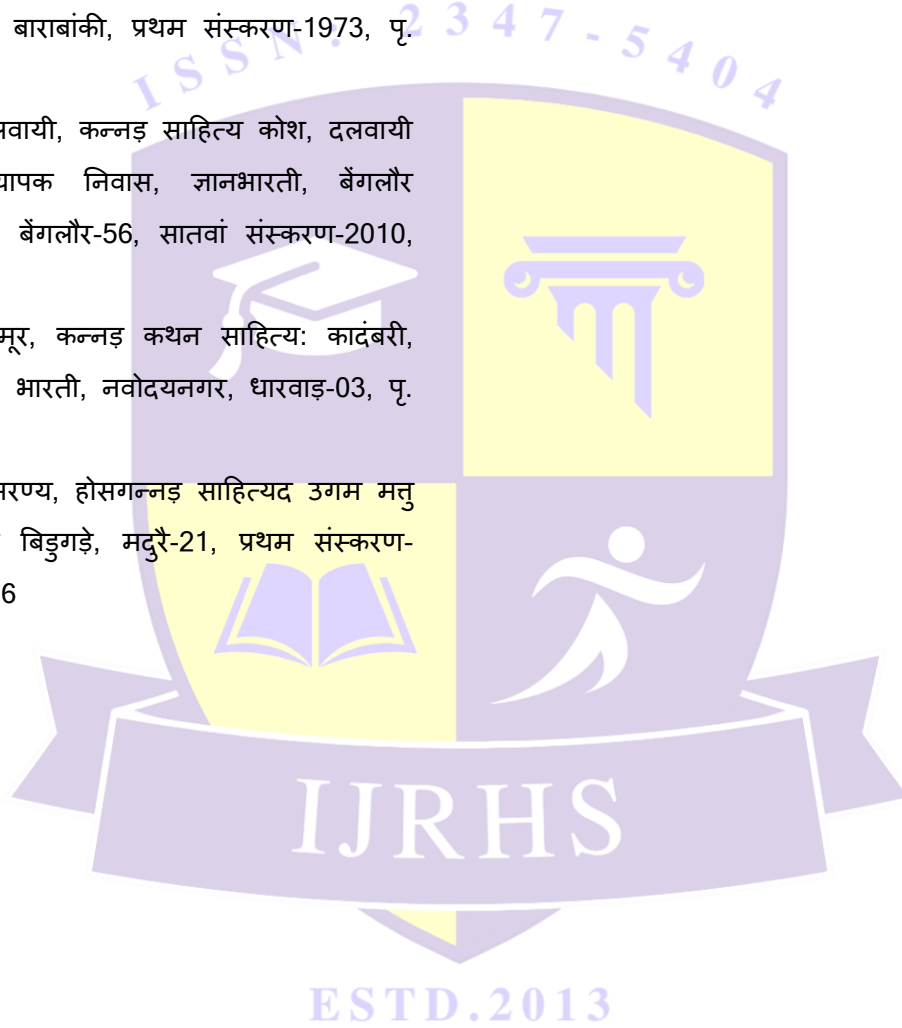 बाराबांकी, प्रथम संस्करण-1973, पृ.
ISSN: 2347-5404
लवायी, कन्नड़ साहित्य कोश, दलवायी
निवास, ज्ञानभारती, बेंगलौर
बेंगलौर-56, सातवां संस्करण-2010,
मूर, कन्नड़ कथन साहित्य: कादंबरी,
भारती, नवोदयनगर, धारवाड़-03, पृ.
मरण्य, होसगन्नड़ साहित्यद उगम मत्तु
बिडुगड़े, मदुरै-21, प्रथम संस्करण-
6
IJRHS
ESTD.2013